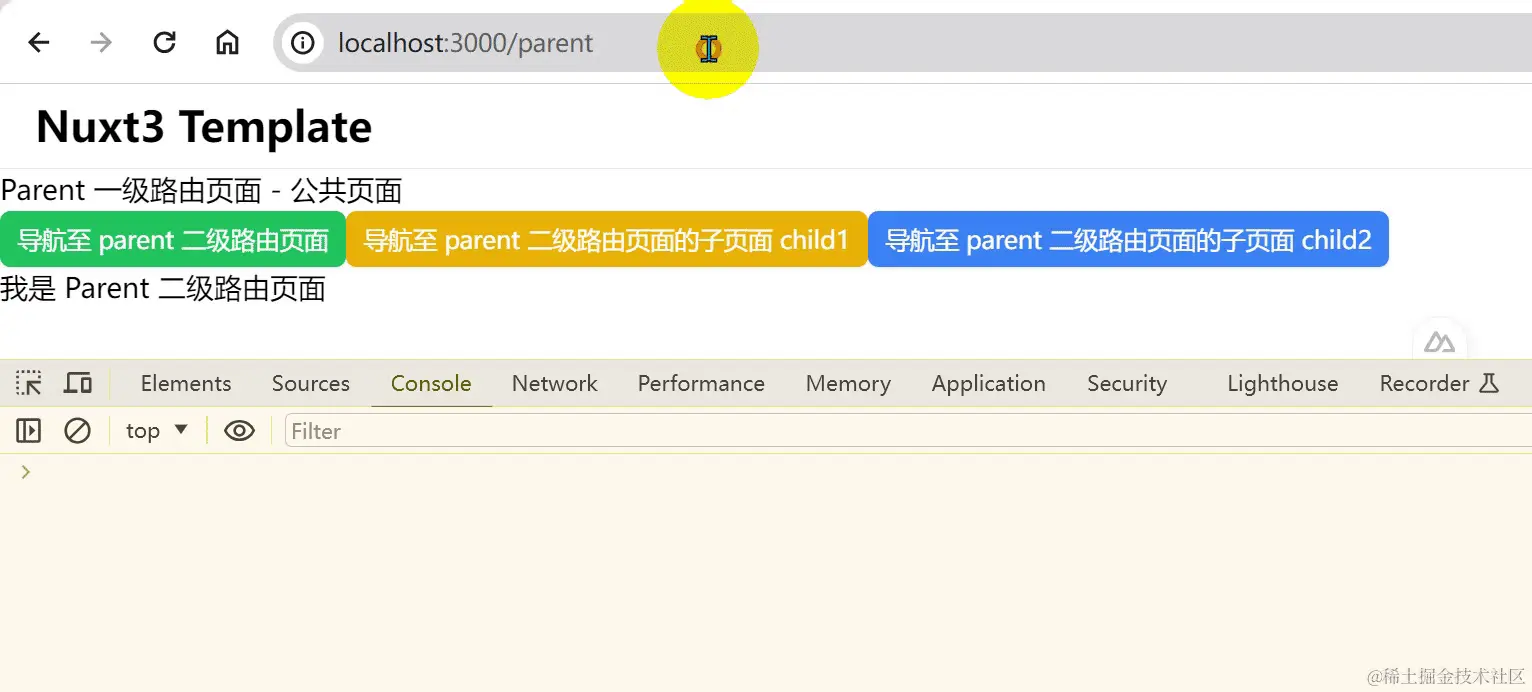 localhost:3000/parent
Nuxt3 Template
Parent 一级路由页面 - 公共页面
导航至 parent 二级路由页面 导航至 parent 二级路由页面的子页面 child1 导航至 parent 二级路由页面的子页面 child2
我是 Parent 二级路由页面
Elements Sources Console Network Performance Memory Application Security Lighthouse Recorder
top Filter
@稀土掘金技术社区